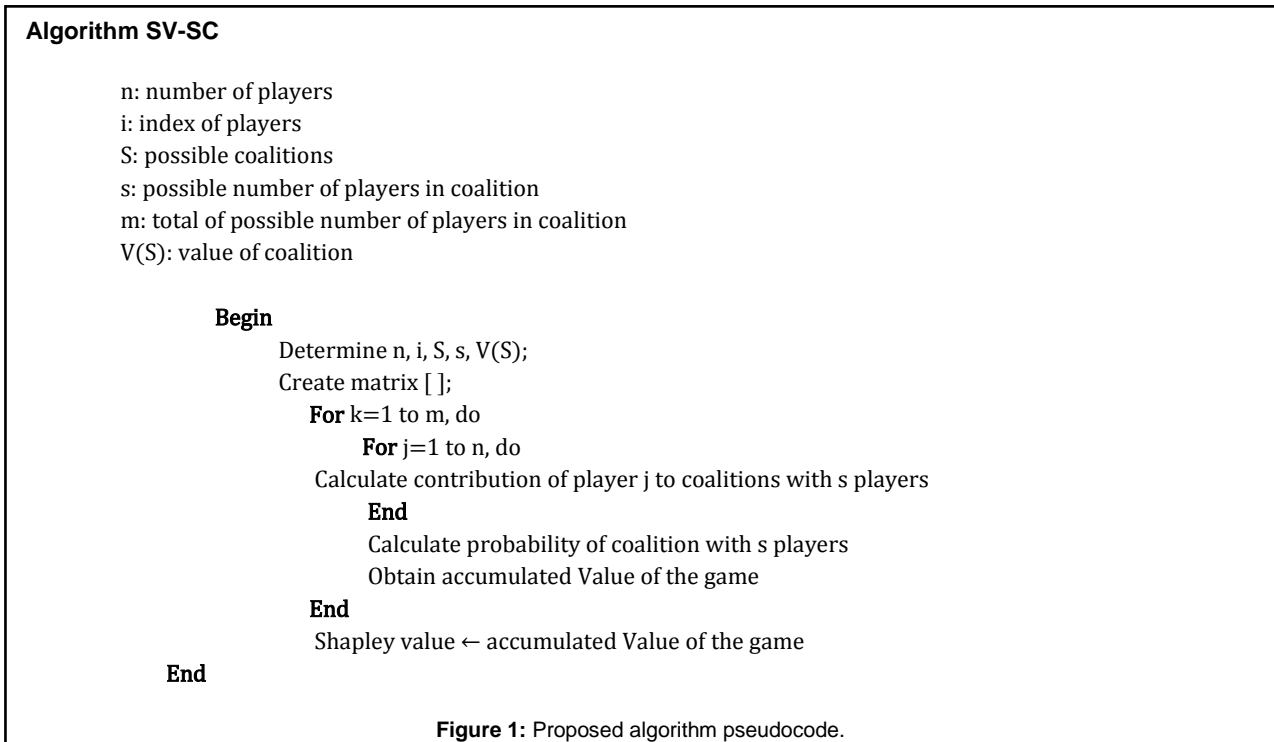 Algorithm SV-SC
n: number of players
i: index of players
S: possible coalitions
s: possible number of players in coalition
m: total of possible number of players in coalition
V(S): value of coalition
Begin
Determine n, i, S, s, V(S);
Create matrix [ ];
For k=1 to m, do
For j=1 to n, do
Calculate contribution of player j to coalitions with s players
End
Calculate probability of coalition with s players
Obtain accumulated Value of the game
End
Shapley value ← accumulated Value of the game
End
Figure 1: Proposed algorithm pseudocode.